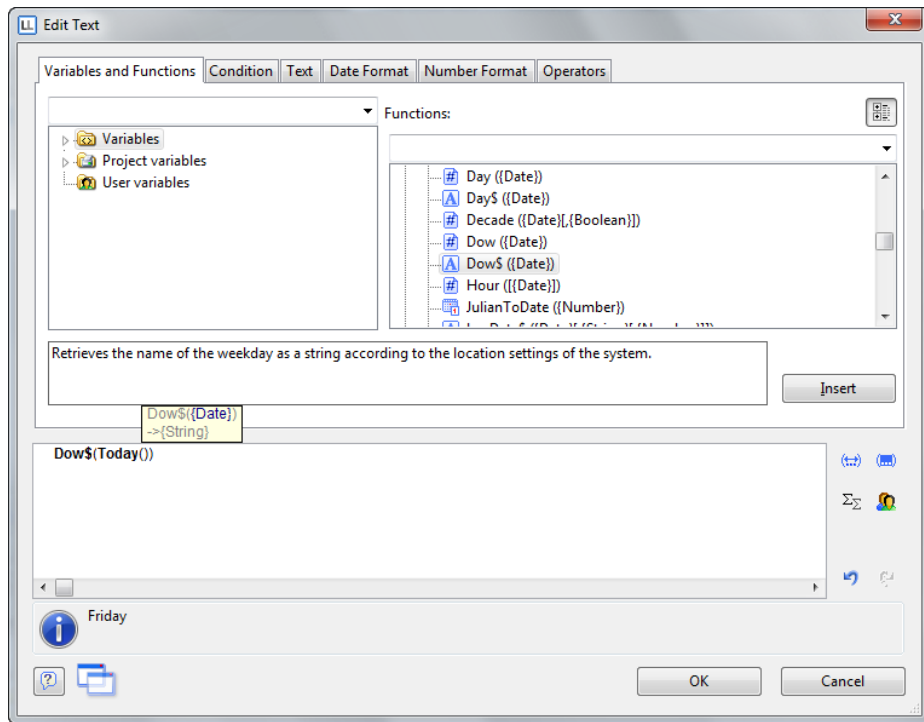 LL Edit Text
Variables and Functions Condition Text Date Format Number Format Operators
Functions:
Variables
Project variables
User variables
Day ({Date})
Day$ ({Date})
Decade ({Date}[,{Boolean}])
Dow ({Date})
Dow$ ({Date})
Hour ([{Date}])
JulianToDate ({Number})
Retrieves the name of the weekday as a string according to the location settings of the system.
Insert
Dow$({Date})
->{String}
Dow$(Today())
Friday
OK Cancel